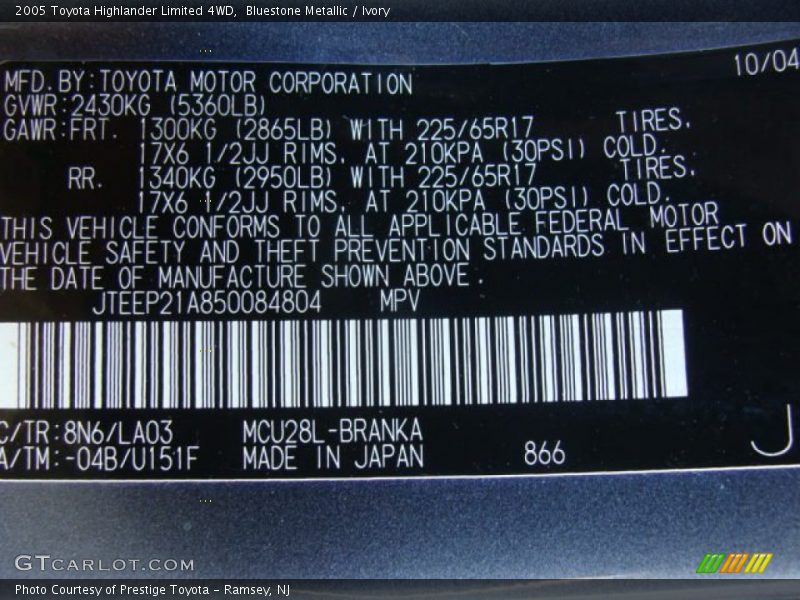 2005 Toyota Highlander Limited 4WD, Bluestone Metallic / Ivory
10/04
MFD.BY:TOYOTA MOTOR CORPORATION
GVWR:2430KG (5360LB)
GAWR:FRT. 1300KG (2865LB) WITH 225/65R17 TIRES.
17X6 1/2JJ RIMS. AT 210KPA (30PSI) COLD.
RR. 1340KG (2950LB) WITH 225/65R17 TIRES.
17X6 1/2JJ RIMS. AT 210KPA (30PSI) COLD.
THIS VEHICLE CONFORMS TO ALL APPLICABLE FEDERAL MOTOR
VEHICLE SAFETY AND THEFT PREVENTION STANDARDS IN EFFECT ON
THE DATE OF MANUFACTURE SHOWN ABOVE.
JTEEP21A850084804 MPV
C/TR:8N6/LA03 MCU28L-BRANKA
A/TM:-04B/U151F MADE IN JAPAN 866
J
GTCARLOT.COM
Photo Courtesy of Prestige Toyota - Ramsey, NJ